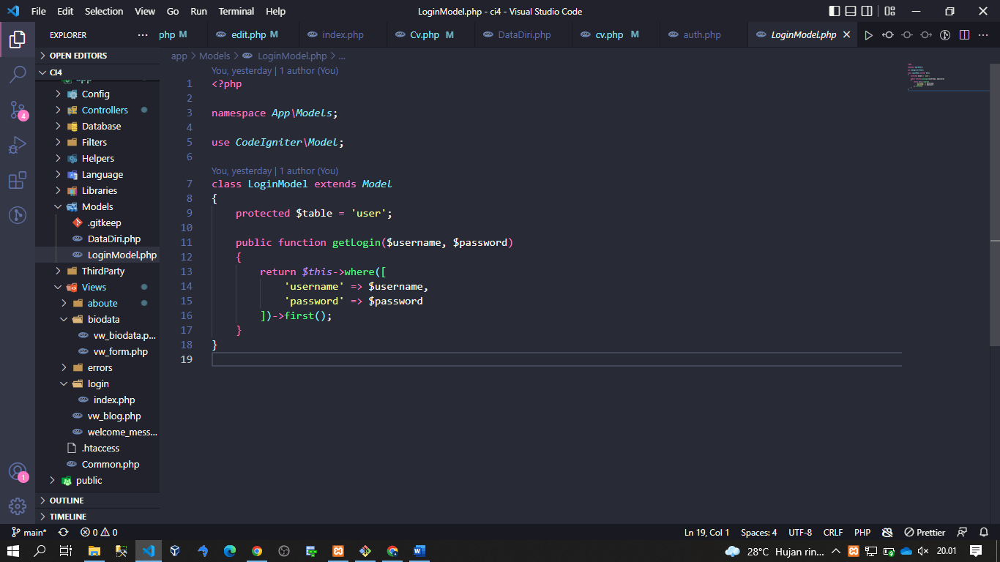 File Edit Selection View Go Run Terminal Help
LoginModel.php - ci4 - Visual Studio Code
EXPLORER
php M
edit.php M
index.php
Cv.php M
DataDiri.php
cv.php M
auth.php
LoginModel.php
OPEN EDITORS
CI4
app
Config
Controllers
Database
Filters
Helpers
Language
Libraries
Models
.gitkeep
DataDiri.php
LoginModel.php
ThirdParty
Views
aboute
biodata
vw_biodata.p...
vw_form.php
errors
login
index.php
vw_blog.php
welcome_mess...
.htaccess
Common.php
public
OUTLINE
TIMELINE
4
1
app > Models > LoginModel.php > ...
You, yesterday | 1 author (You)
1 <?php
2
3 namespace App\Models;
4
5 use CodeIgniter\Model;
6
You, yesterday | 1 author (You)
7 class LoginModel extends Model
8 {
9 protected $table = 'user';
10
11 public function getLogin($username, $password)
12 {
13 return $this->where([
14 'username' => $username,
15 'password' => $password
16 ])->first();
17 }
18 }
19
main* 0 0
Ln 19, Col 1 Spaces: 4 UTF-8 CRLF PHP Prettier
28°C Hujan rin... 20.01